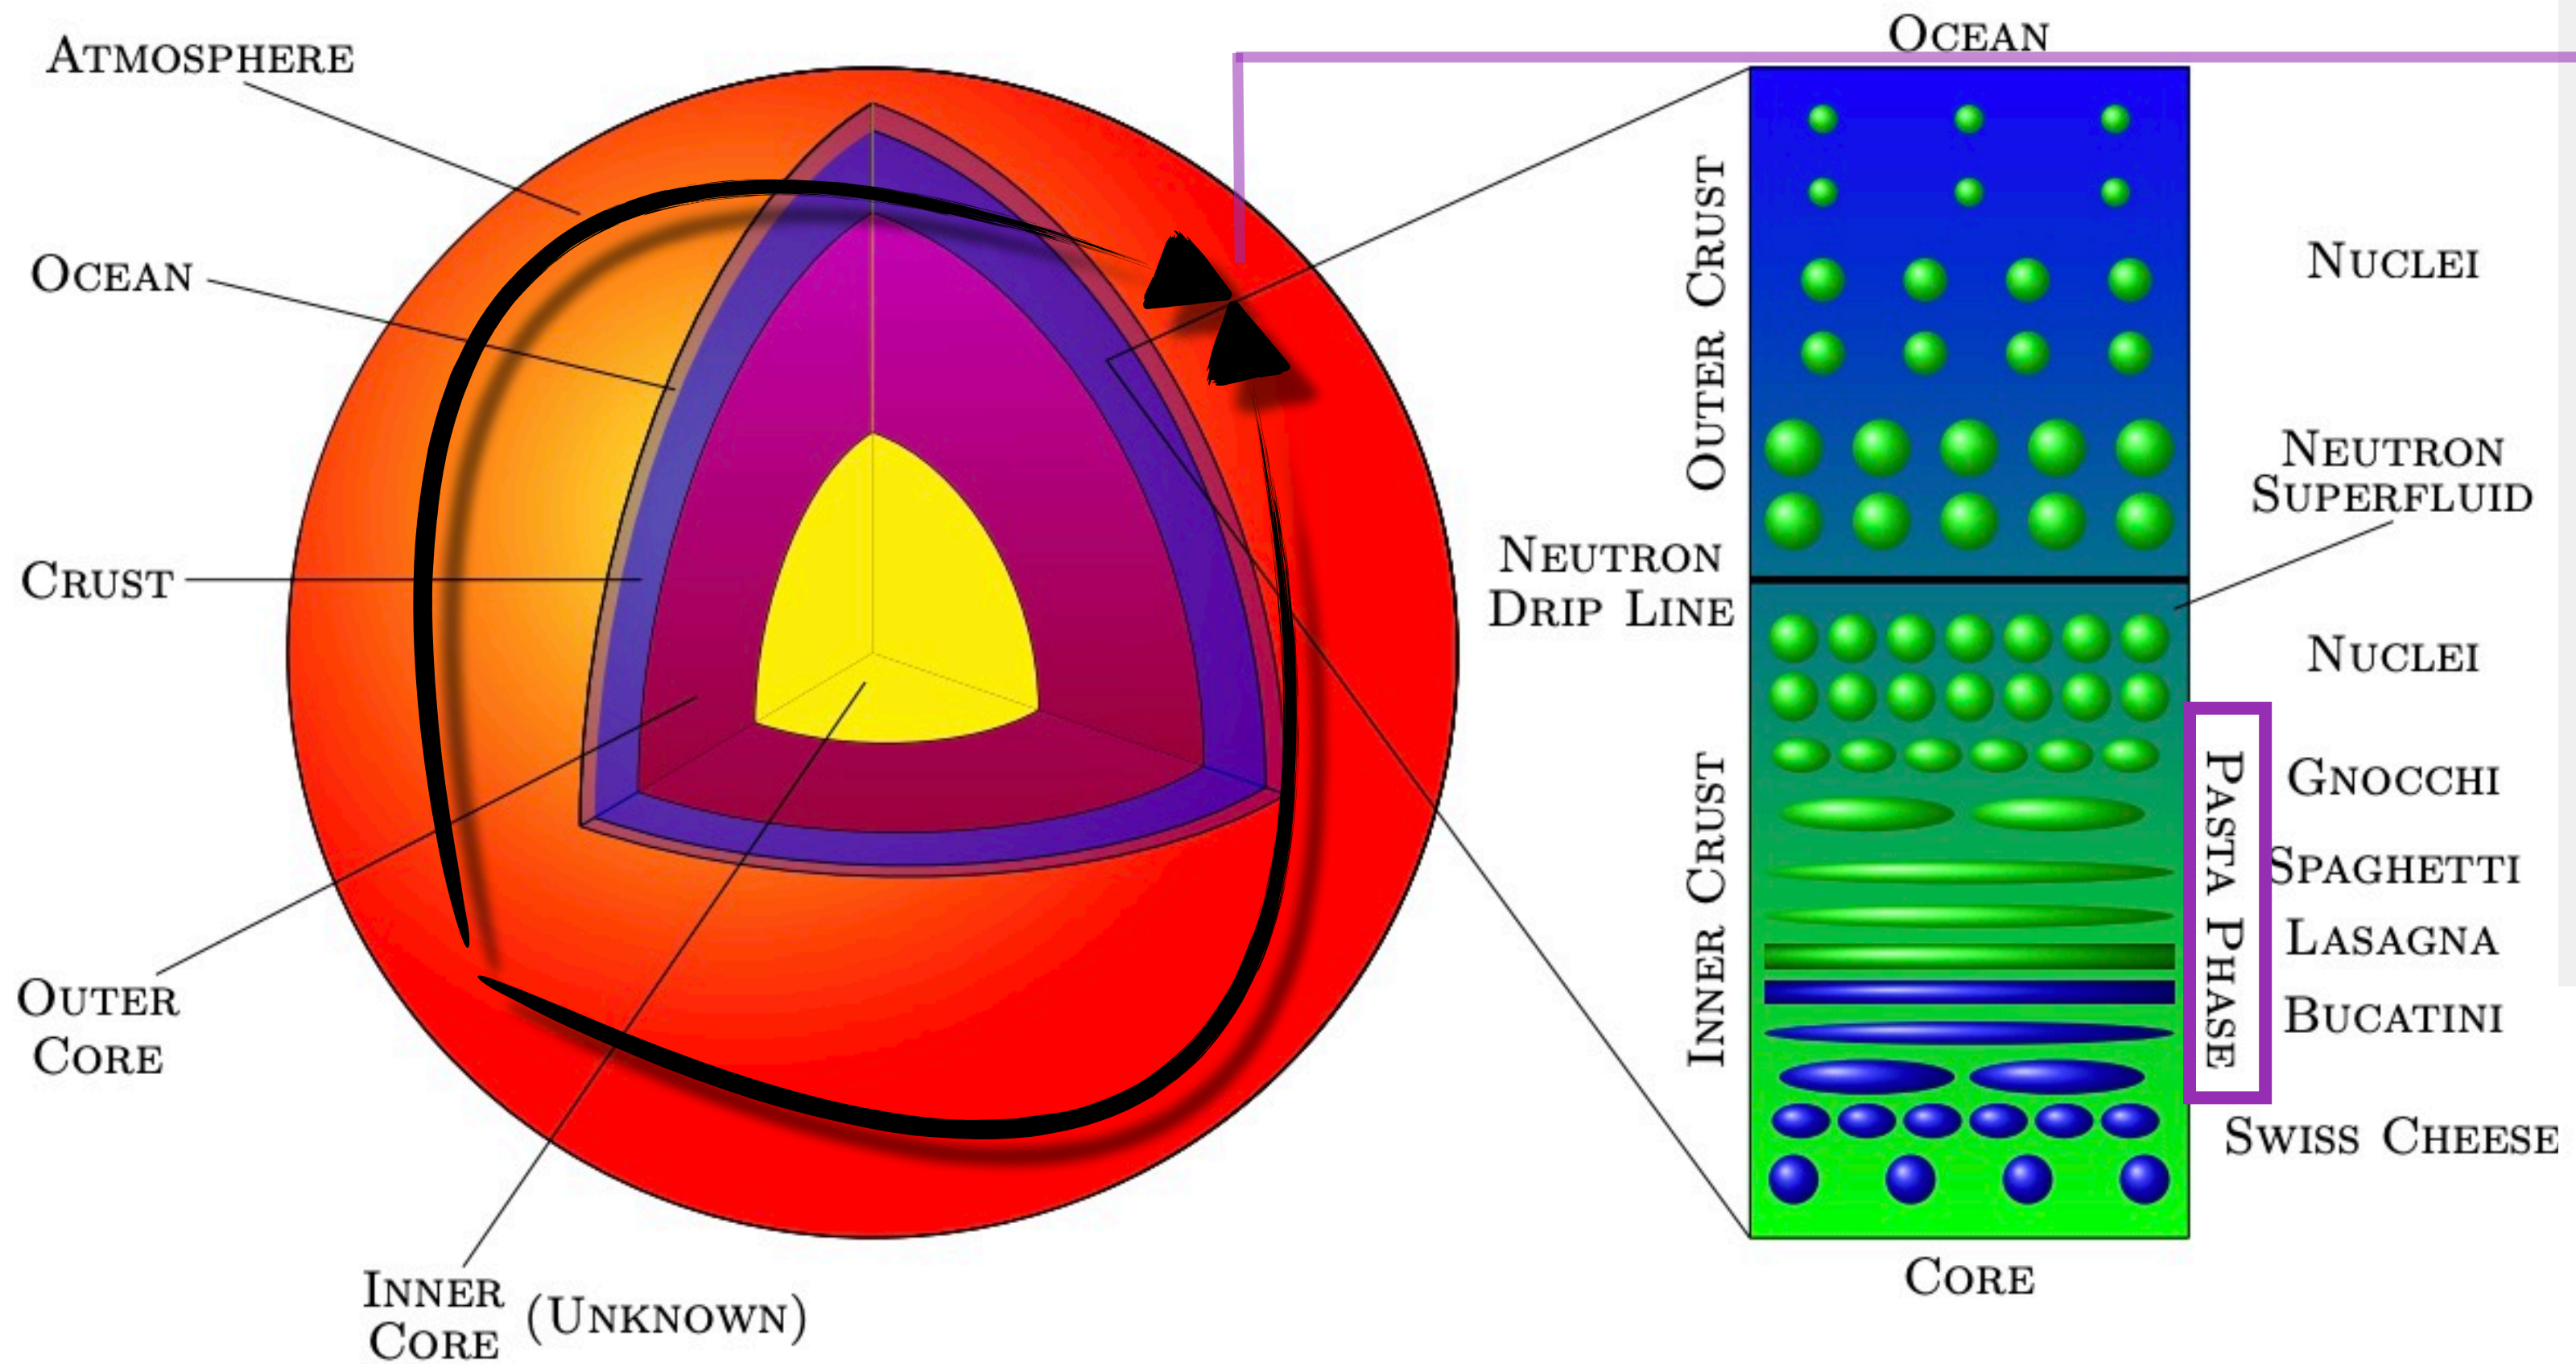 ATMOSPHERE
OCEAN
CRUST
OUTER
CORE
INNER
CORE
(UNKNOWN)
OCEAN
OUTER CRUST
NEUTRON
DRIP LINE
INNER CRUST
NUCLEI
NEUTRON
SUPERFLUID
NUCLEI
PASTA PHASE
GNOCCHI
SPAGHETTI
LASAGNA
BUCATINI
SWISS CHEESE
CORE